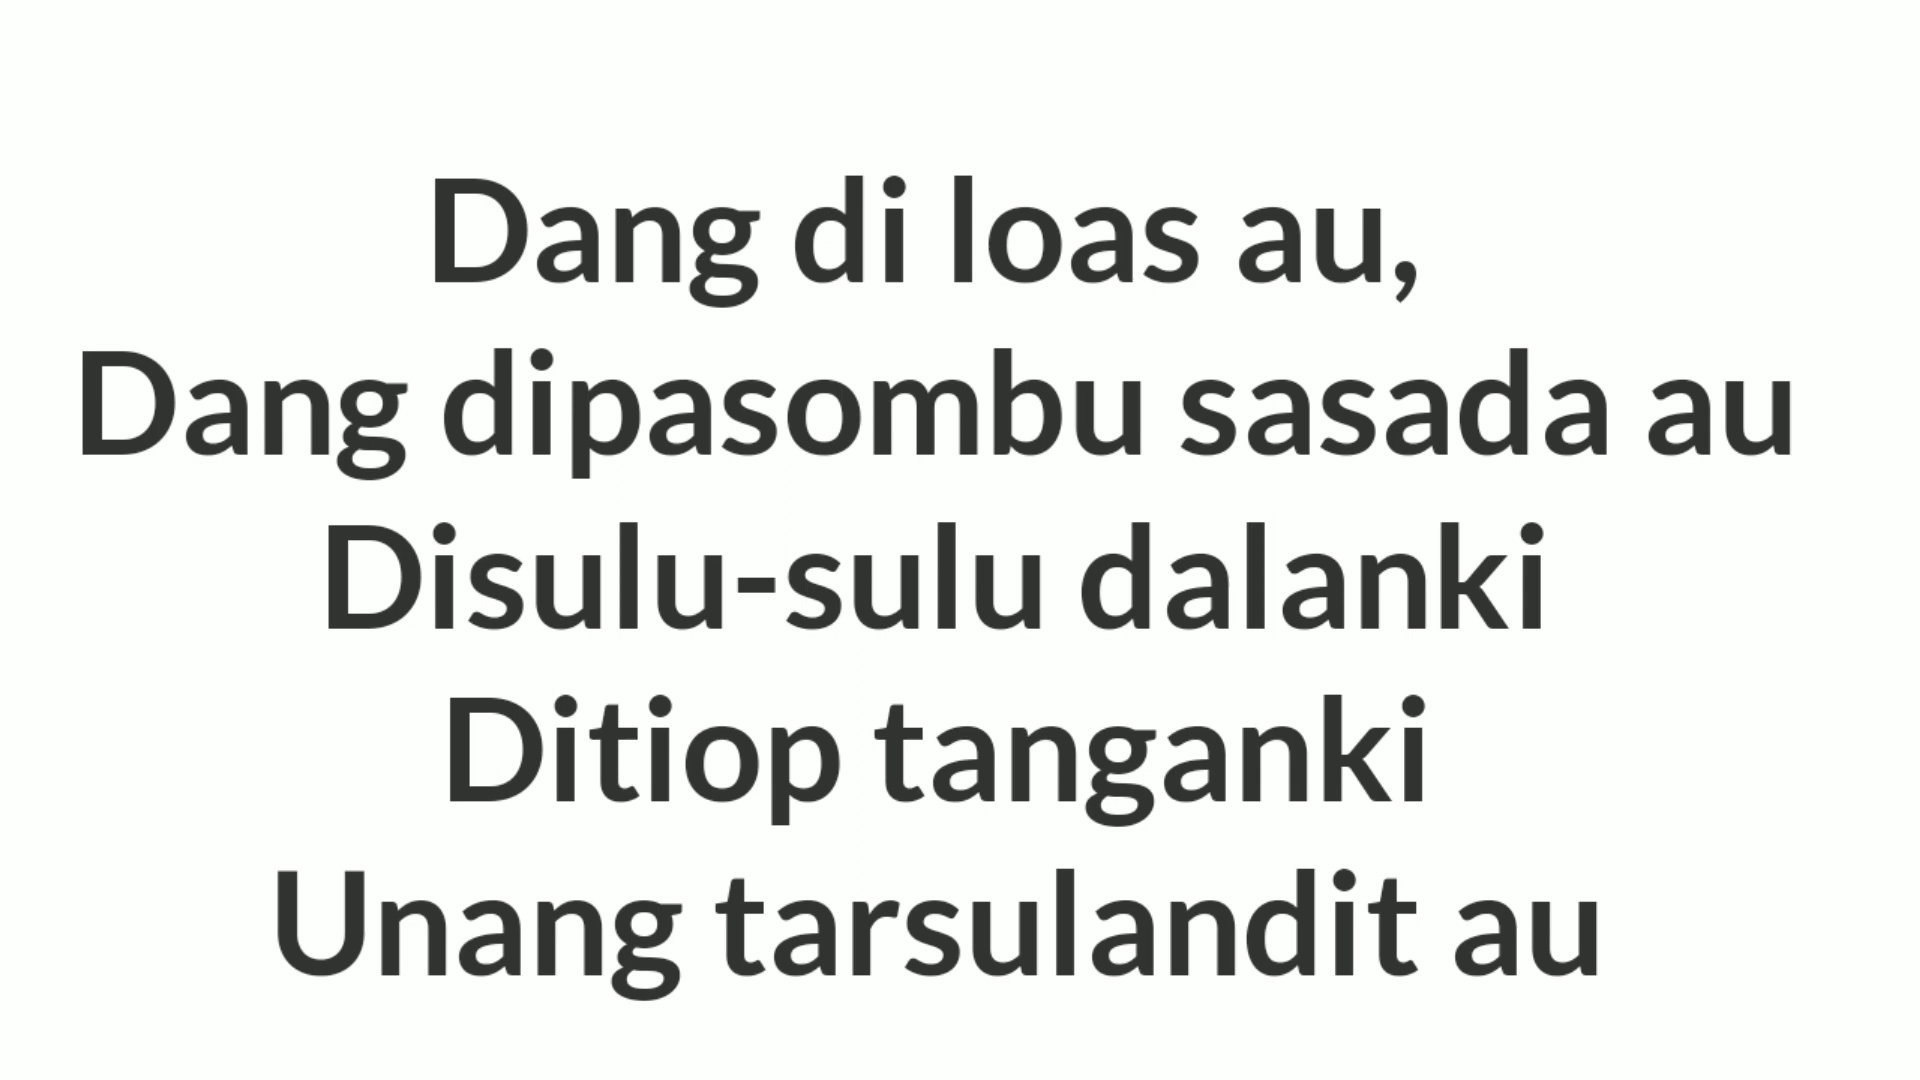 Dang di loas au,
Dang dipasombu sasada au
Disulu-sulu dalanki
Ditiop tanganki
Unang tarsulandit au